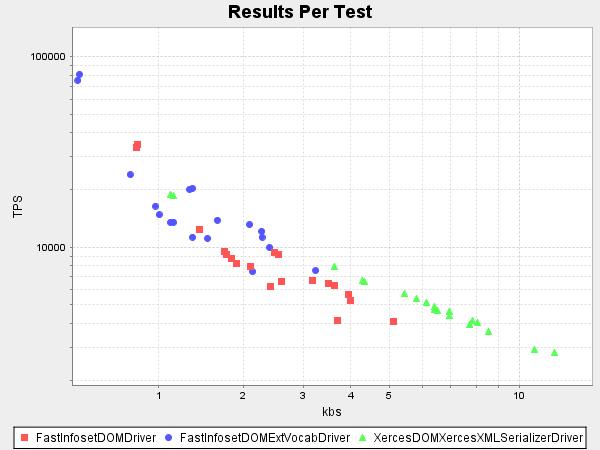 Results Per Test
100000
10000
TPS
1 2 3 4 5 10
kbs
FastInfosetDOMDriver FastInfosetDOMExtVocabDriver XercesDOMXercesXMLSerializerDriver